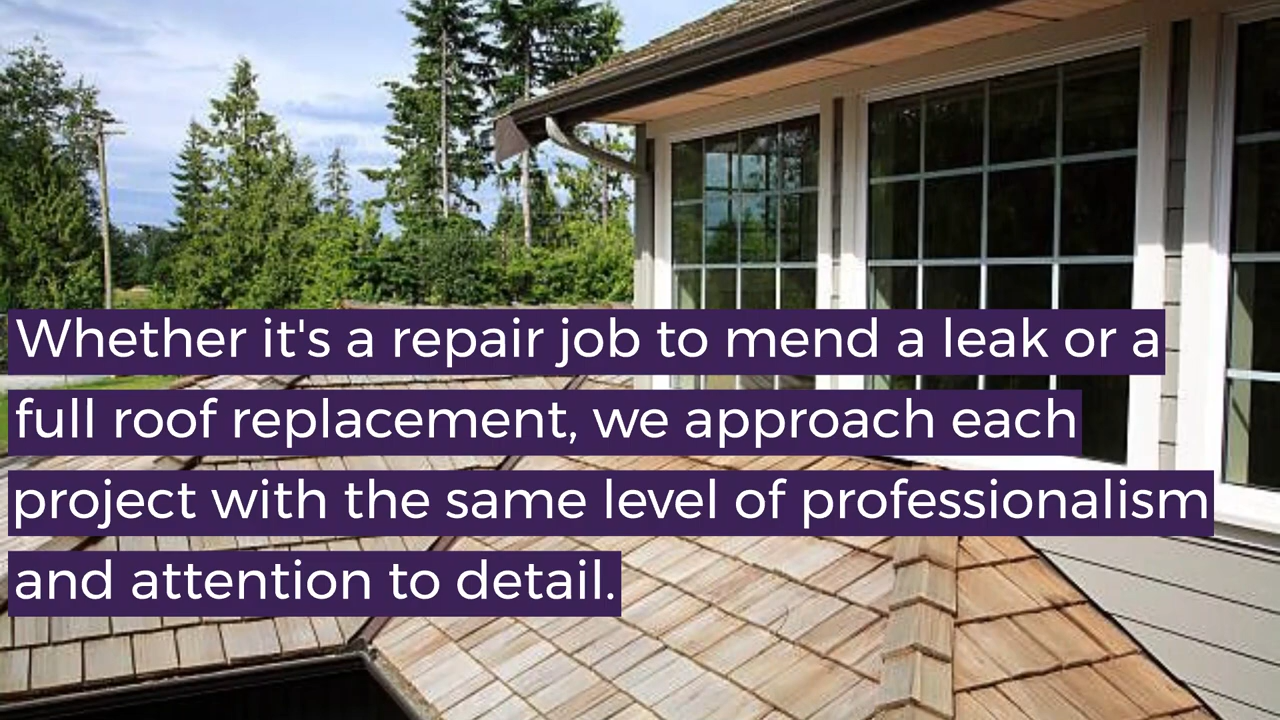 Whether it's a repair job to mend a leak or a
full roof replacement, we approach each
project with the same level of professionalism
and attention to detail.